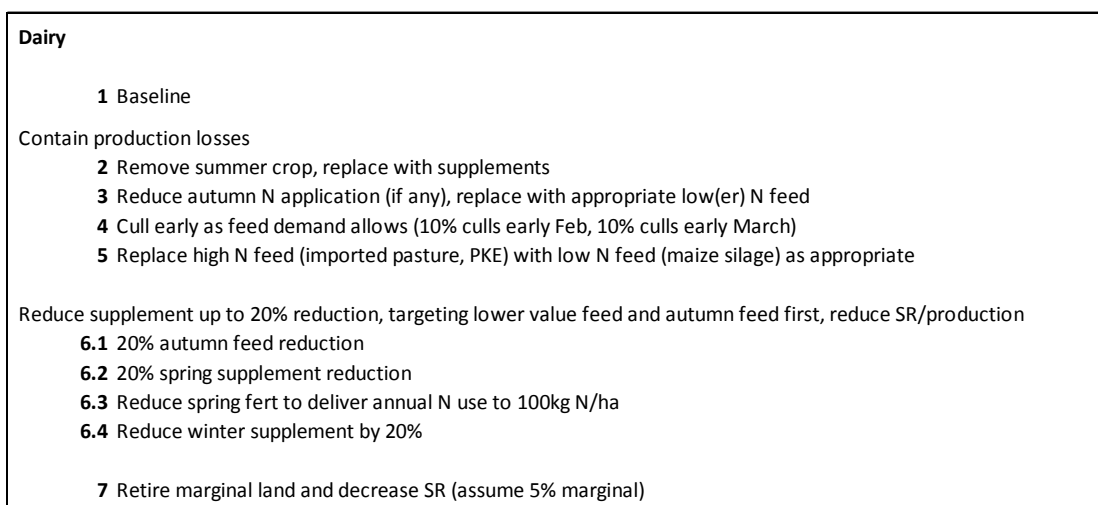 Dairy
1 Baseline
Contain production losses
2 Remove summer crop, replace with supplements
3 Reduce autumn N application (if any), replace with appropriate low(er) N feed
4 Cull early as feed demand allows (10% culls early Feb, 10% culls early March)
5 Replace high N feed (imported pasture, PKE) with low N feed (maize silage) as appropriate
Reduce supplement up to 20% reduction, targeting lower value feed and autumn feed first, reduce SR/production
6.1 20% autumn feed reduction
6.2 20% spring supplement reduction
6.3 Reduce spring fert to deliver annual N use to 100kg N/ha
6.4 Reduce winter supplement by 20%
7 Retire marginal land and decrease SR (assume 5% marginal)